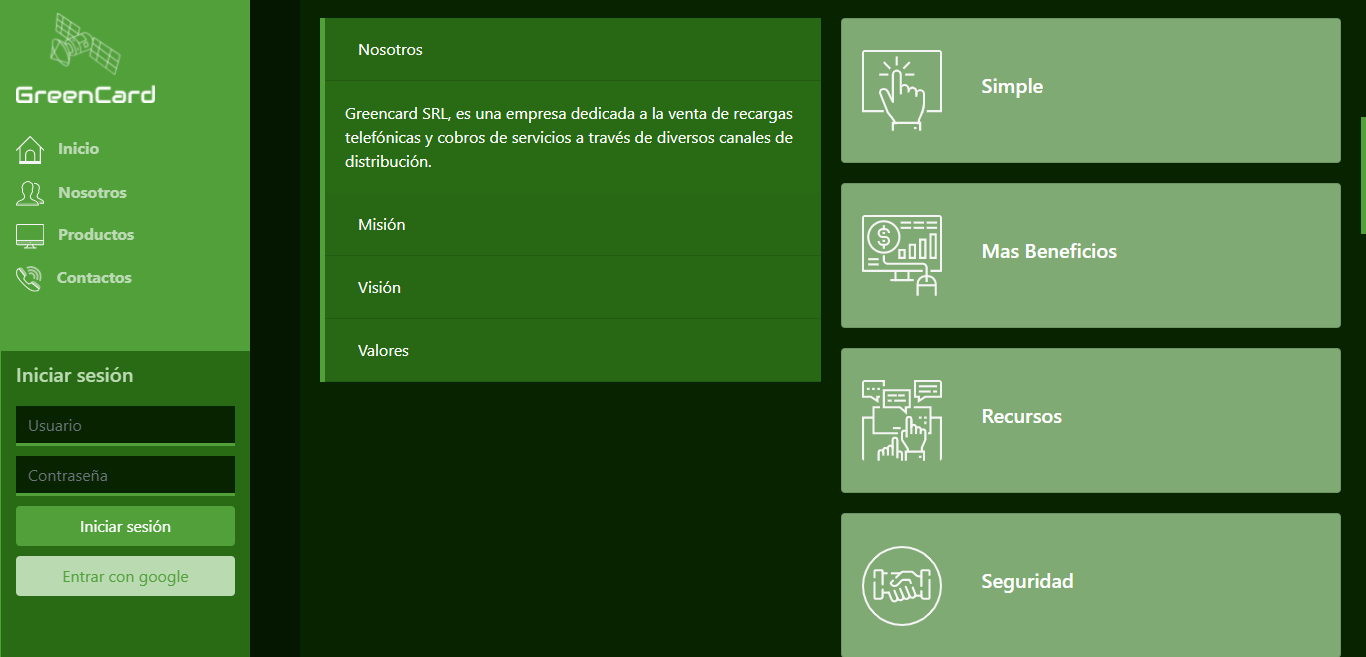 GreenCard
Inicio
Nosotros
Productos
Contactos
Iniciar sesión
Usuario
Contraseña
Iniciar sesión
Entrar con google
Nosotros
Greencard SRL, es una empresa dedicada a la venta de recargas
telefónicas y cobros de servicios a través de diversos canales de
distribución.
Misión
Visión
Valores
Simple
Mas Beneficios
Recursos
Seguridad